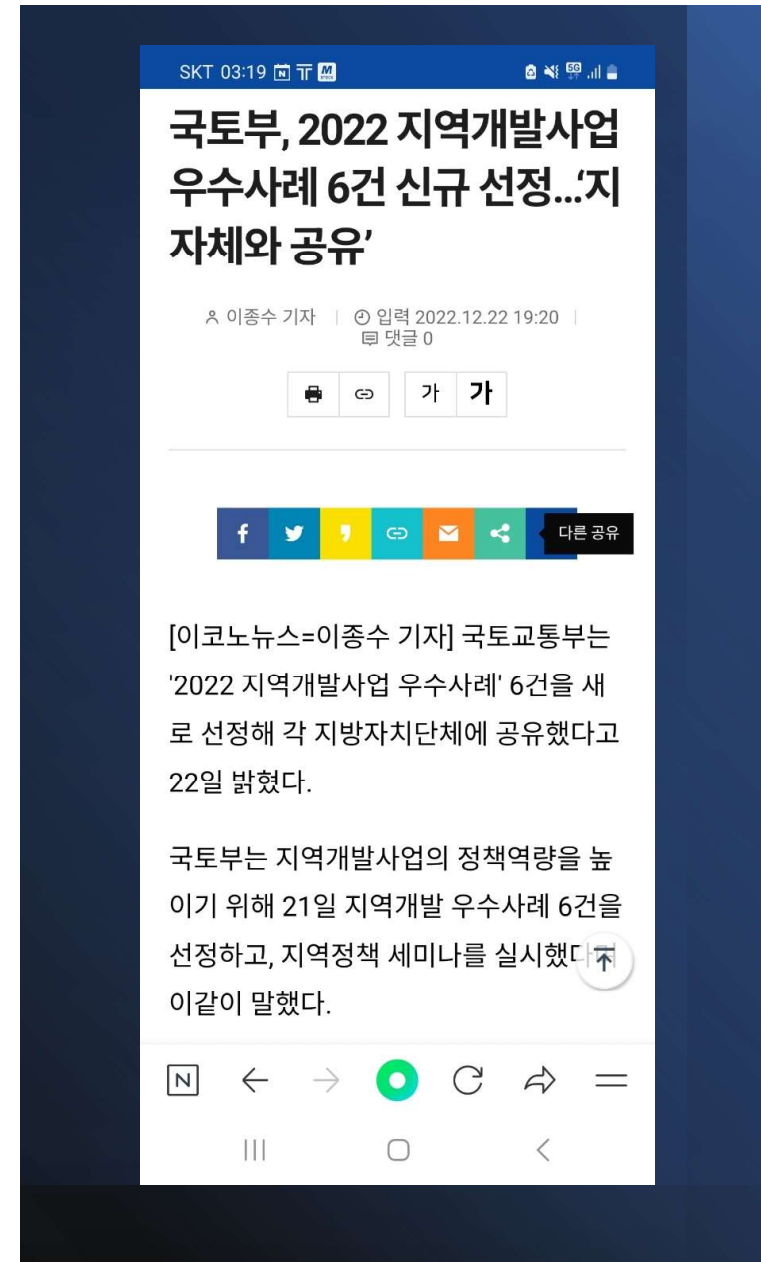 SKT 03:19
5G
국토부, 2022 지역개발사업
우수사례 6건 신규 선정...‘지
자체와 공유’
이종수 기자 입력 2022.12.22 19:20
댓글 0
가 가
다른 공유
[이코노뉴스=이종수 기자] 국토교통부는
'2022 지역개발사업 우수사례' 6건을 새
로 선정해 각 지방자치단체에 공유했다고
22일 밝혔다.
국토부는 지역개발사업의 정책역량을 높
이기 위해 21일 지역개발 우수사례 6건을
선정하고, 지역정책 세미나를 실시했다며
이같이 말했다.
N